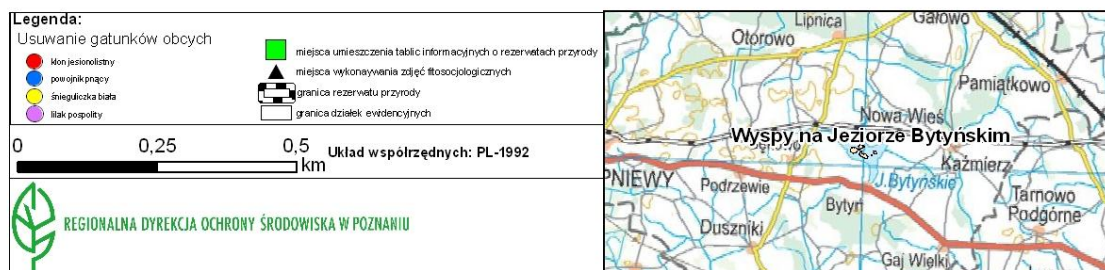 Legenda:
Usuwanie gatunków obcych
klon jesionolistny
powojnik pnący
śnieguliczka biała
lilak pospolity
miejsca umieszczenia tablic informacyjnych o rezerwatach przyrody
miejsca wykonaywania zdjęć fitosocjologicznych
granica rezerwatu przyrody
granica działek ewidencyjnych
0 0,25 0,5
km
Układ współrzędnych: PL-1992
REGIONALNA DYREKCJA OCHRONY ŚRODOWISKA W POZNANIU
Lipnica
Gałowo
Otorowo
Pamiątkowo
Nowa Wieś
Wyspy na Jeziorze Bytyńskim
Kaźmierz
PNIEWY
Podrzewie
J.Bytyńskie
Bytyń
Tarnowo
Podgórne
Duszniki
Gaj Wielki